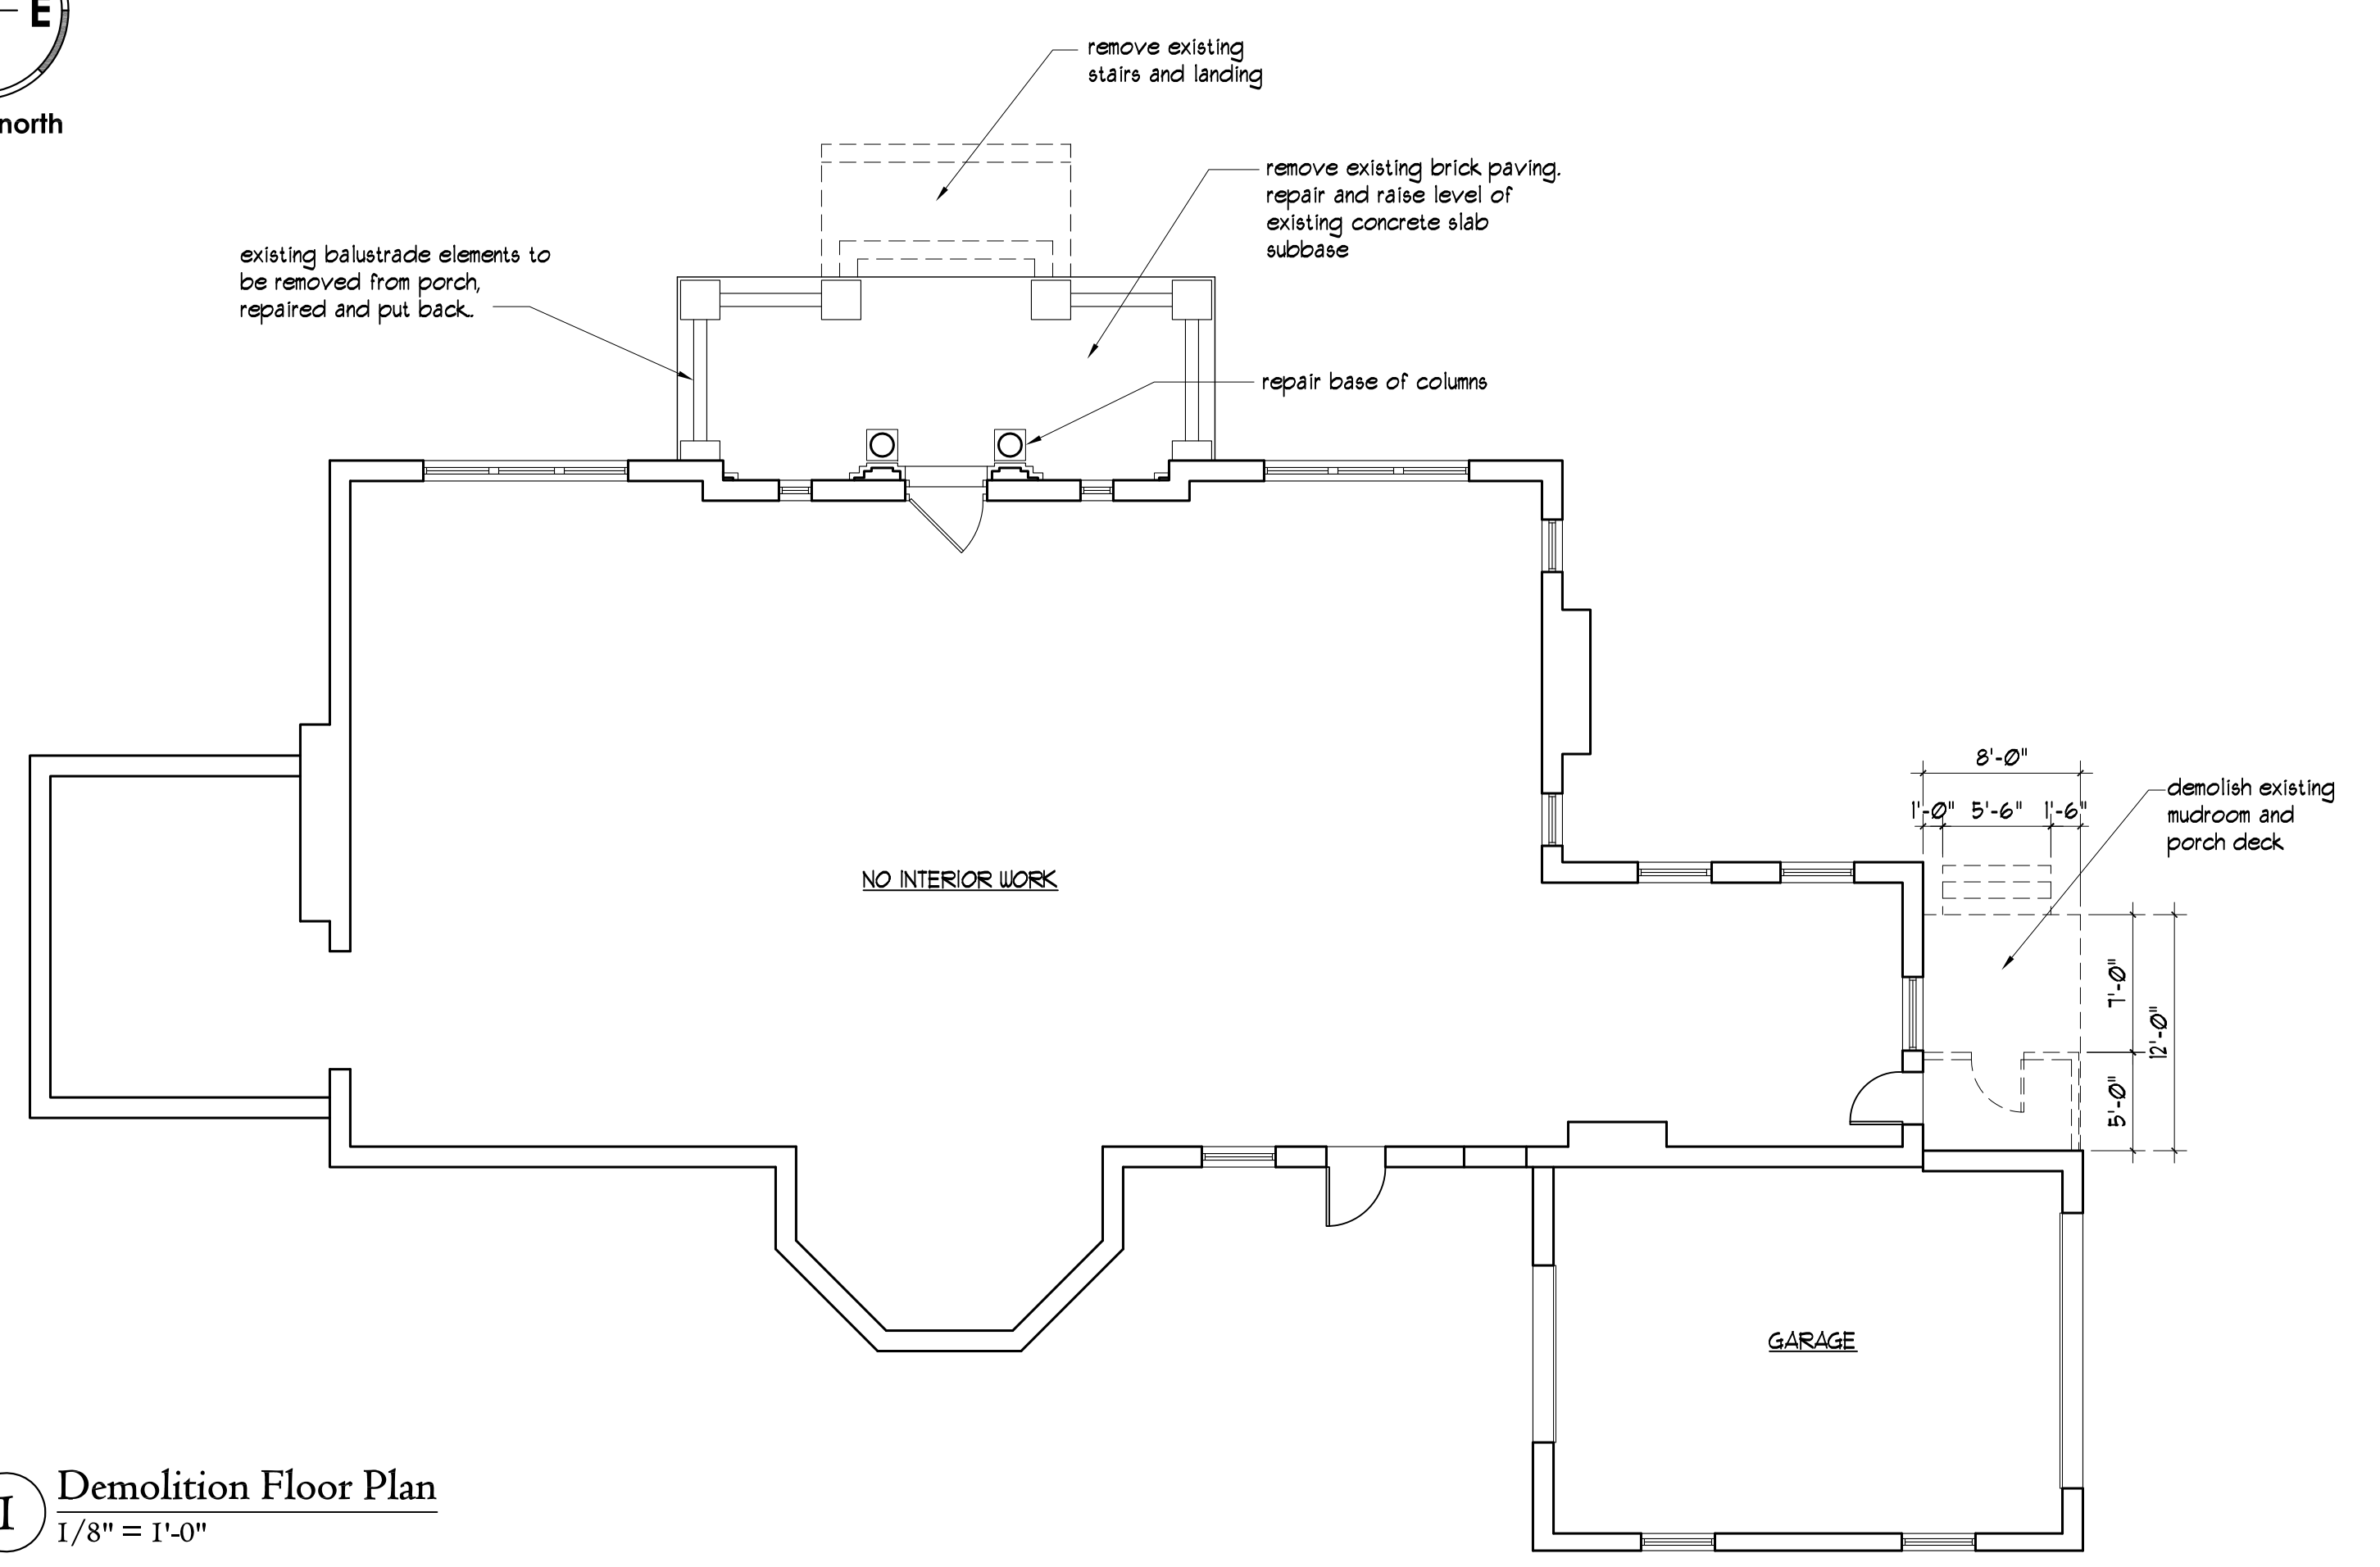 E
north
remove existing
stairs and landing
remove existing brick paving.
repair and raise level of
existing concrete slab
subbase
existing balustrade elements to
be removed from porch,
repaired and put back..
repair base of columns
8'-0"
1'-0" 5'-6" 1'-6"
demolish existing
mudroom and
porch deck
NO INTERIOR WORK
7'-0"
12'-0"
5'-0"
GARAGE
1 Demolition Floor Plan
1/8" = 1'-0"